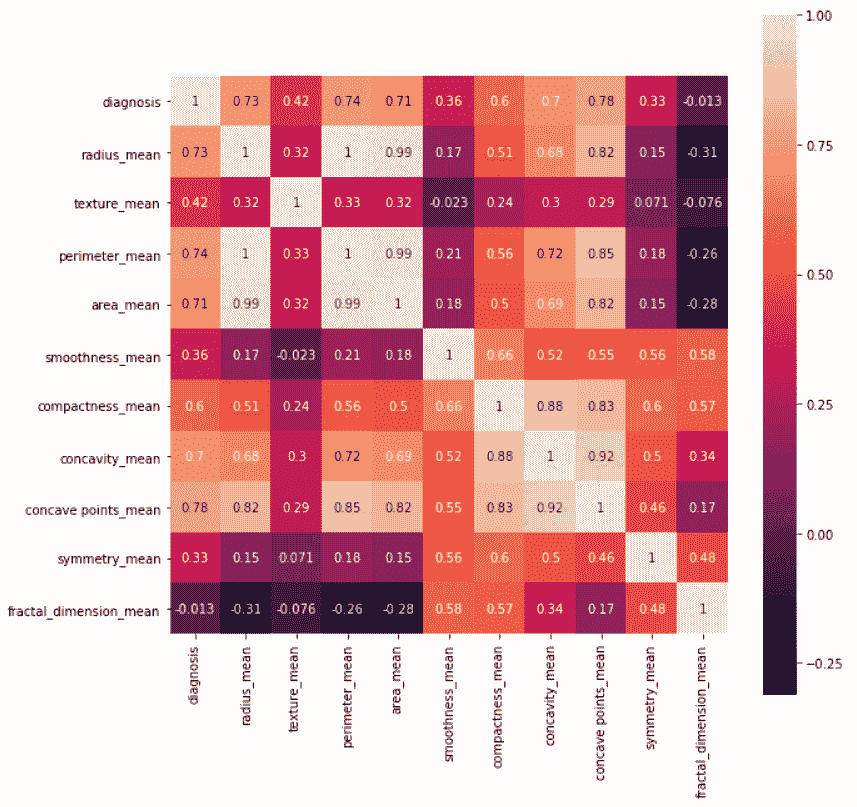 1.00
diagnosis 1 0.73 0.42 0.74 0.71 0.36 0.6 0.7 0.78 0.33 -0.013
0.75
radius_mean 0.73 1 0.32 1 0.99 0.17 0.51 0.68 0.82 0.15 -0.31
texture_mean 0.42 0.32 1 0.33 0.32 -0.023 0.24 0.3 0.29 0.071 -0.076
perimeter_mean 0.74 1 0.33 1 0.99 0.21 0.56 0.72 0.85 0.18 -0.26
0.50
area_mean 0.71 0.99 0.32 0.99 1 0.18 0.5 0.69 0.82 0.15 -0.28
smoothness_mean 0.36 0.17 -0.023 0.21 0.18 1 0.66 0.52 0.55 0.56 0.58
0.25
compactness_mean 0.6 0.51 0.24 0.56 0.5 0.66 1 0.88 0.83 0.6 0.57
concavity_mean 0.7 0.68 0.3 0.72 0.69 0.52 0.88 1 0.92 0.5 0.34
concave points_mean 0.78 0.82 0.29 0.85 0.82 0.55 0.83 0.92 1 0.46 0.17
0.00
symmetry_mean 0.33 0.15 0.071 0.18 0.15 0.56 0.6 0.5 0.46 1 0.48
fractal_dimension_mean -0.013 -0.31 -0.076 -0.26 -0.28 0.58 0.57 0.34 0.17 0.48 1
-0.25
diagnosis
radius_mean
texture_mean
perimeter_mean
area_mean
smoothness_mean
compactness_mean
concavity_mean
concave points_mean
symmetry_mean
fractal_dimension_mean